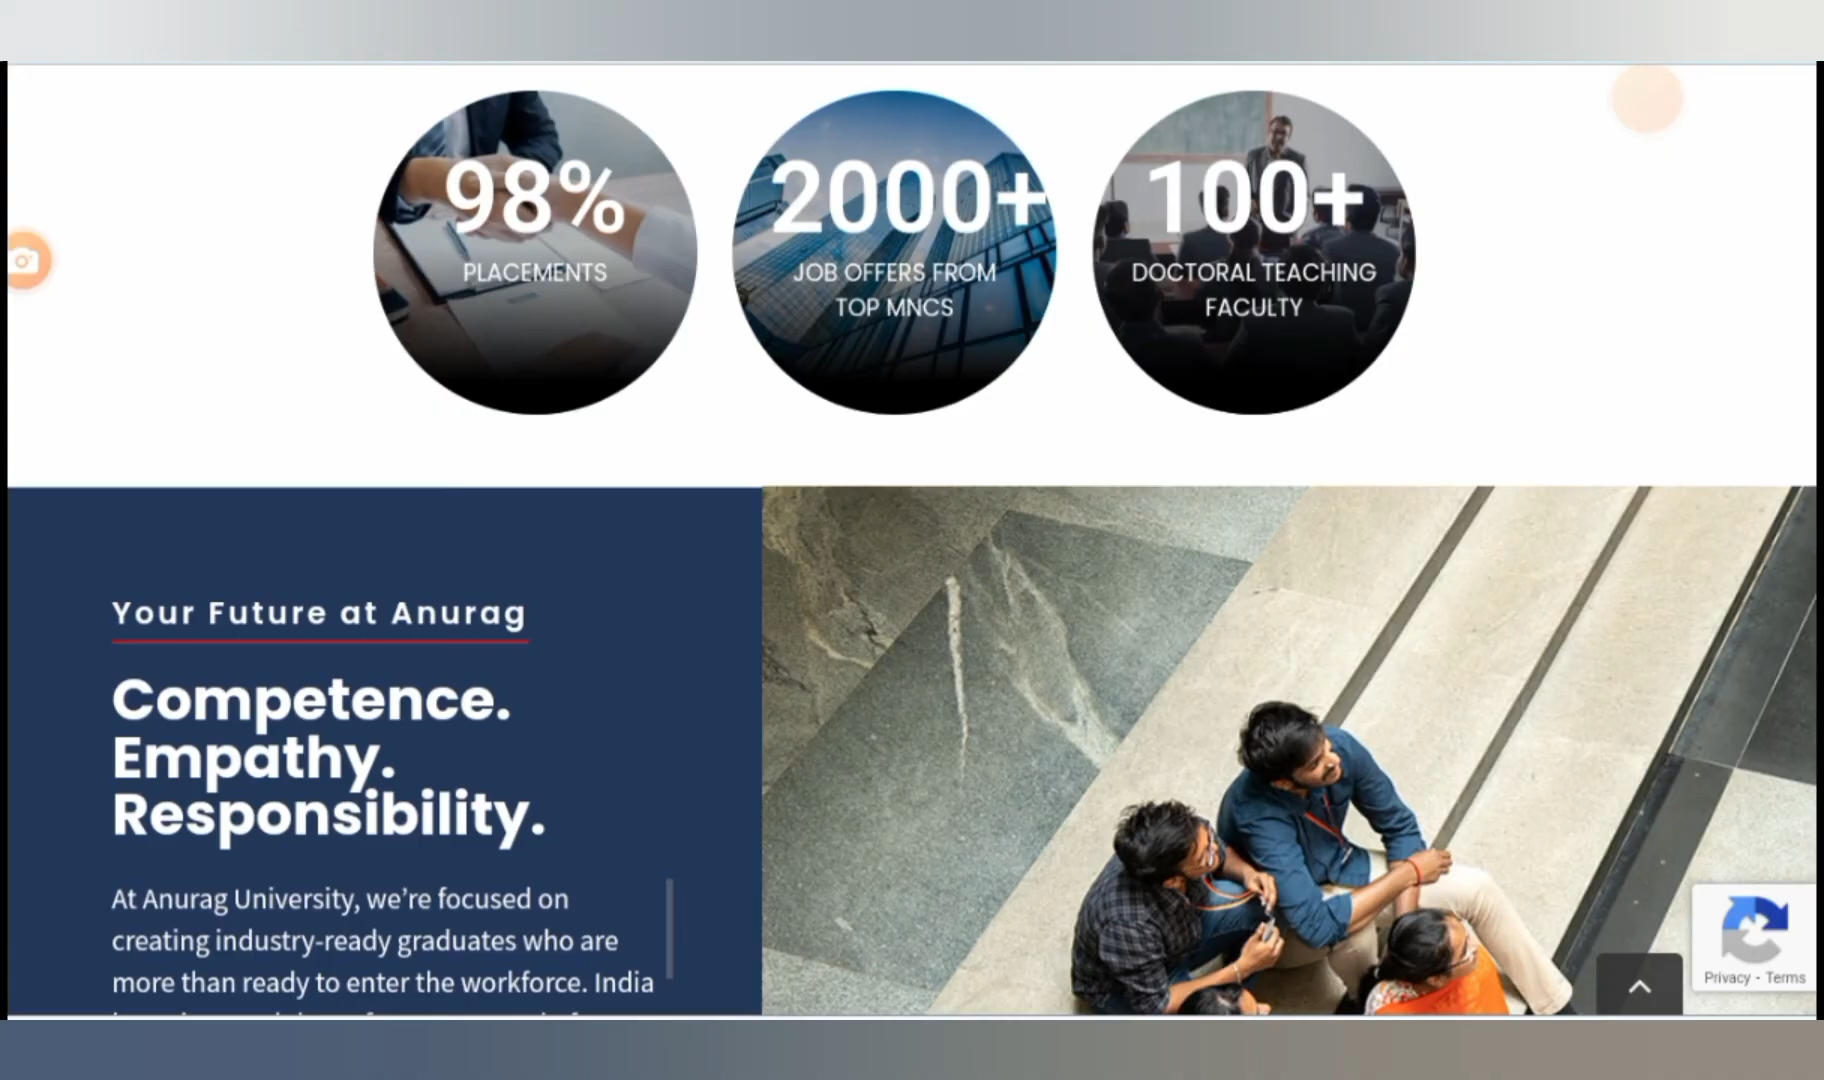 98%
PLACEMENTS
2000+
JOB OFFERS FROM
TOP MNCS
100+
DOCTORAL TEACHING
FACULTY
Your Future at Anurag
Competence.
Empathy.
Responsibility.
At Anurag University, we're focused on
creating industry-ready graduates who are
more than ready to enter the workforce. India
Privacy - Terms